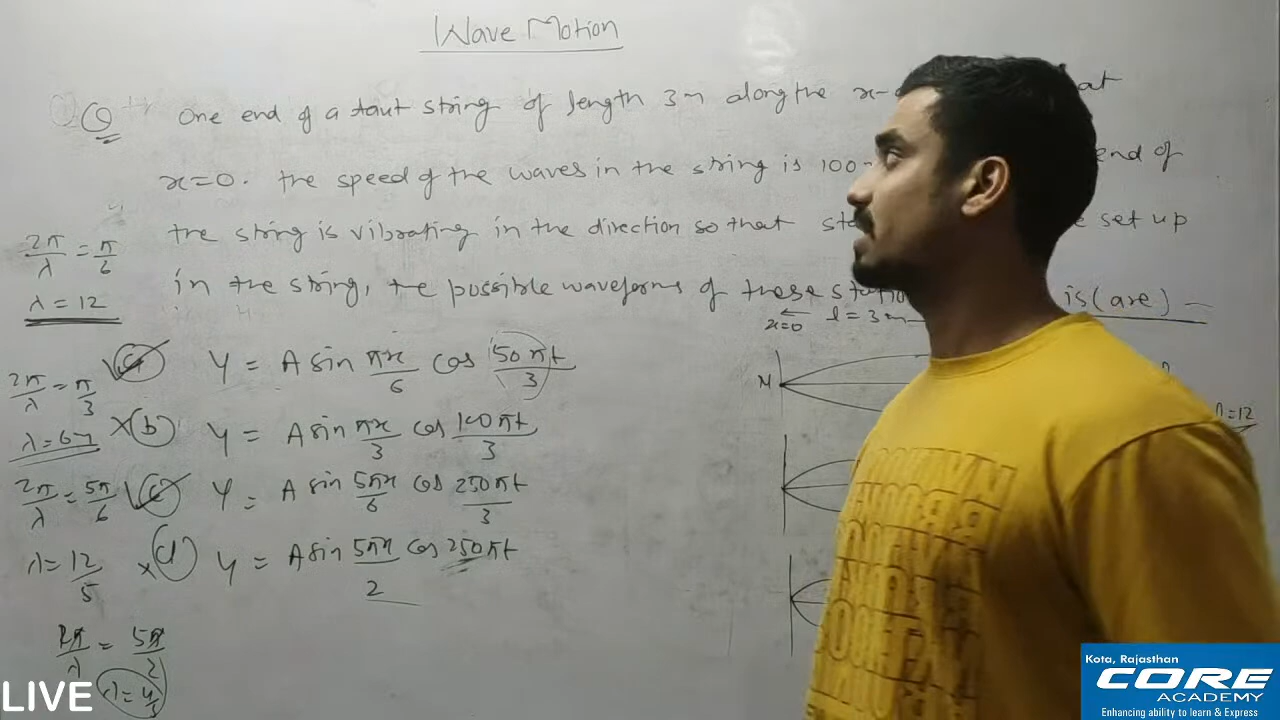 Wave Motion
Q One end of a taut string of length 3m along the x- at
x=0. the speed of the waves in the string is 100 end of
the string is vibrating in the direction so that set up
in the string, the possible waveforms of these is (are) -
x=0 l = 3m
2π/λ = π/6
λ = 12
(a) Y = A sin πx/6 cos 50πt/3
M
2π/λ = π/3
λ = 6m
×(b) Y = A sin πx/3 cos 100πt/3
=12
2π/λ = 5π/6
(c) Y = A sin 5πx/6 cos 250πt/3
λ = 12/5
×(d) Y = A sin 5πx/2 cos 250πt
2π/λ = 5π/2
LIVE
Kota, Rajasthan
CORE
ACADEMY
Enhancing ability to learn & Express